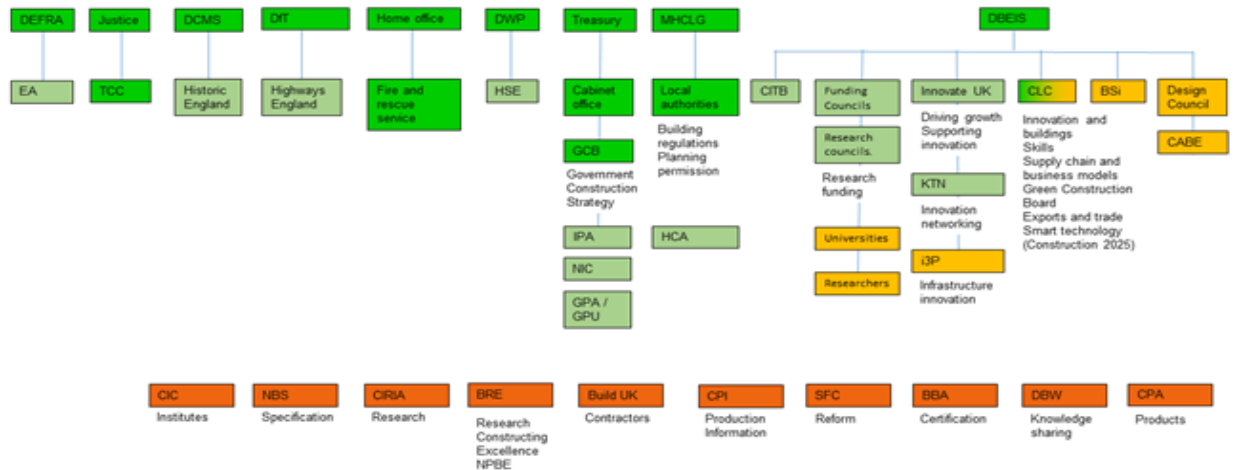 DEFRA
Justice
DCMS
DfT
Home office
DWP
Treasury
MHCLG
DBEIS
EA
TCC
Historic
England
Highways
England
Fire and
rescue
service
HSE
Cabinet
office
GCB
Government
Construction
Strategy
IPA
NIC
GPA /
GPU
Local
authorities
Building
regulations
Planning
permission
HCA
CITB
Funding
Councils
Research
councils.
Research
funding
Universities
Researchers
Innovate UK
Driving growth
Supporting
innovation
KTN
Innovation
networking
i3P
Infrastructure
innovation
CLC
Innovation and
buildings
Skills
Supply chain and
business models
Green Construction
Board
Exports and trade
Smart technology
(Construction 2025)
BSi
Design
Council
CABE
CIC
Institutes
NBS
Specification
CIRIA
Research
BRE
Research
Constructing
Excellence
NPBE
Build UK
Contractors
CPI
Production
Information
SFC
Reform
BBA
Certification
DBW
Knowledge
sharing
CPA
Products